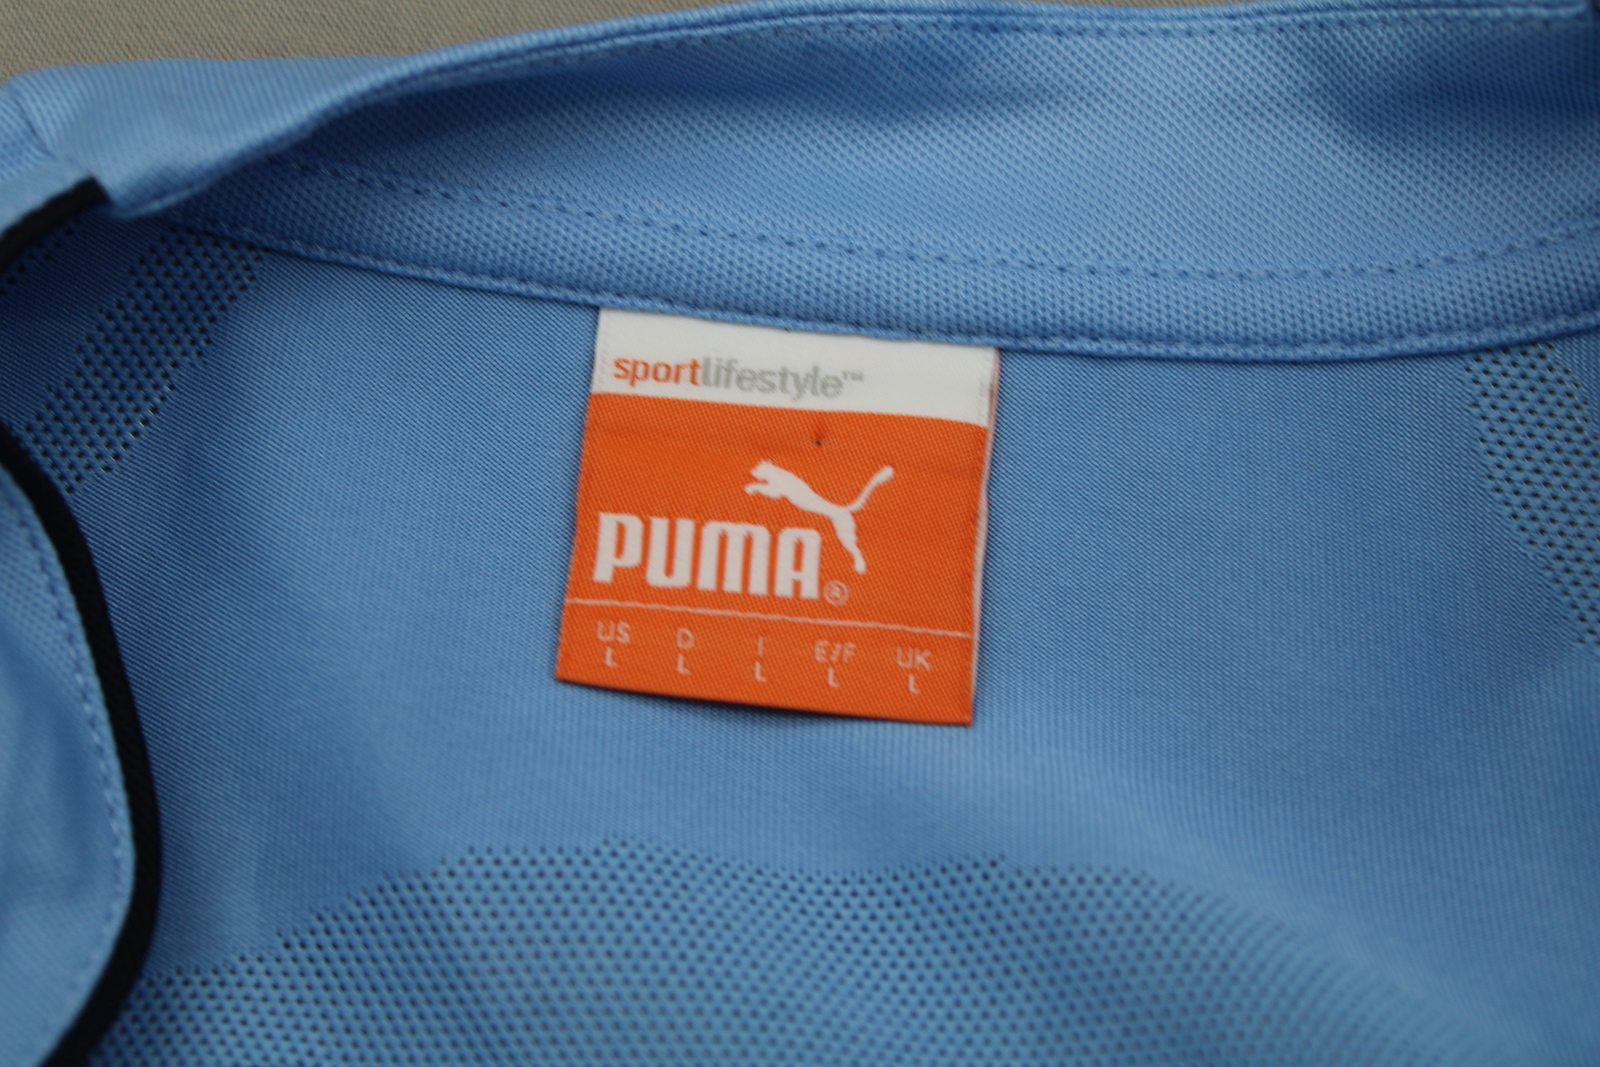 sportlifestyle™
PUMA®
US D I E/F UK
L L L L L